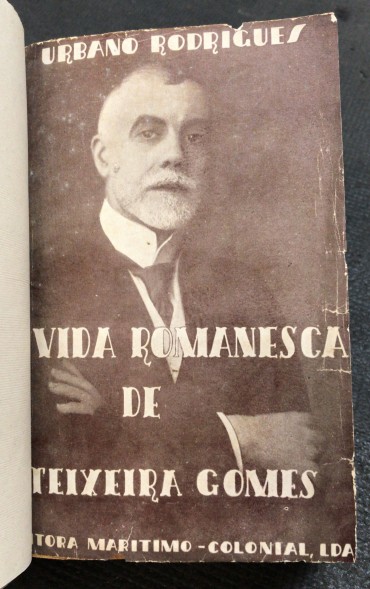 URBANO RODRIGUES
VIDA ROMANESCA
DE
TEIXEIRA GOMES
TORA MARITIMO-COLONIAL, LDA